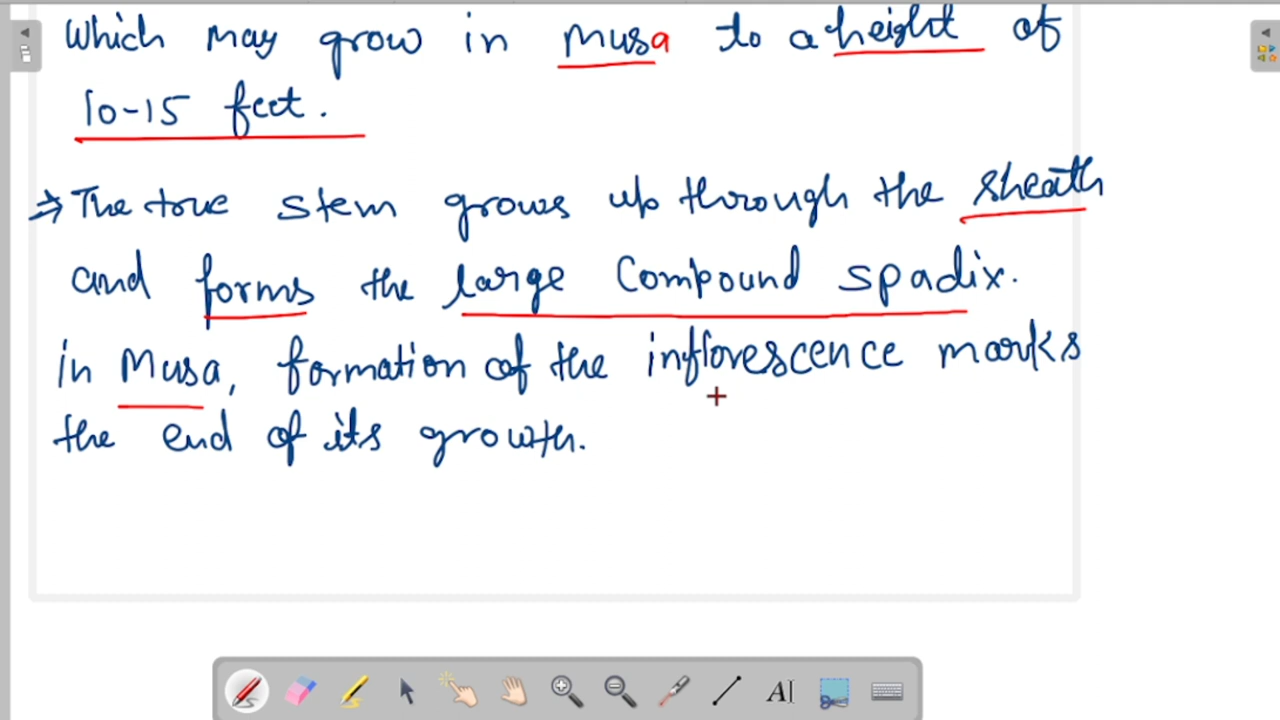 which may grow in Musa to a height of
10-15 feet.
⇒ The true stem grows up through the sheath
and forms the large compound spadix.
in Musa, formation of the inflorescence marks
the end of its growth.
AI